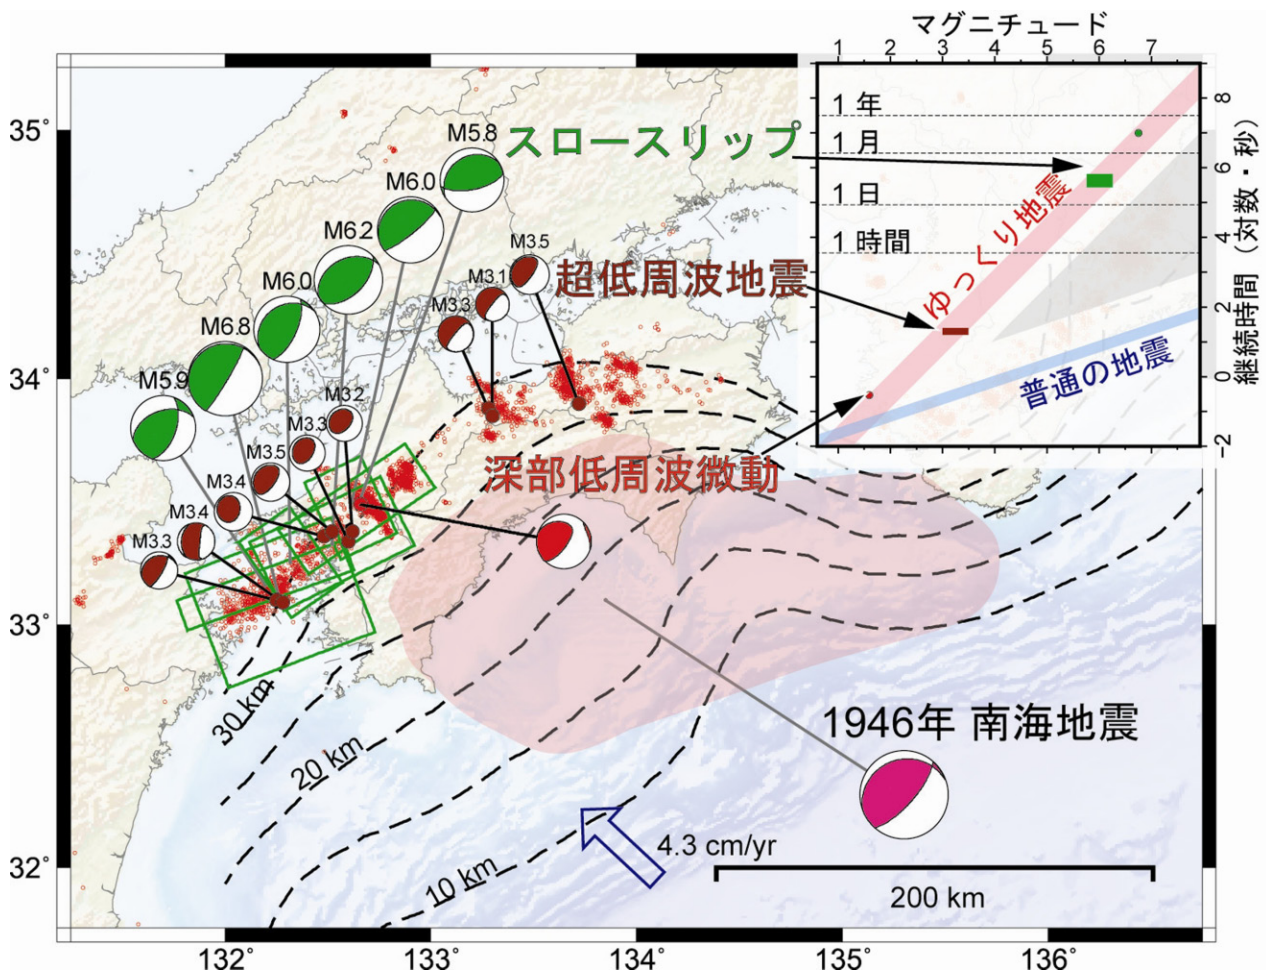 マグニチュード
1 2 3 4 5 6 7
8
6
4
2
0
−2
継続時間（対数・秒）
1 年
1 月
1 日
1 時間
ゆっくり地震
普通の地震
35°
34°
33°
32°
132°
133°
134°
135°
136°
スロースリップ
M5.8
M6.0
M6.2
M6.0
M6.8
M5.9
超低周波地震
M3.5
M3.1
M3.3
M3.2
M3.3
M3.5
M3.4
M3.4
M3.3
深部低周波微動
30 km
20 km
10 km
1946年 南海地震
4.3 cm/yr
200 km